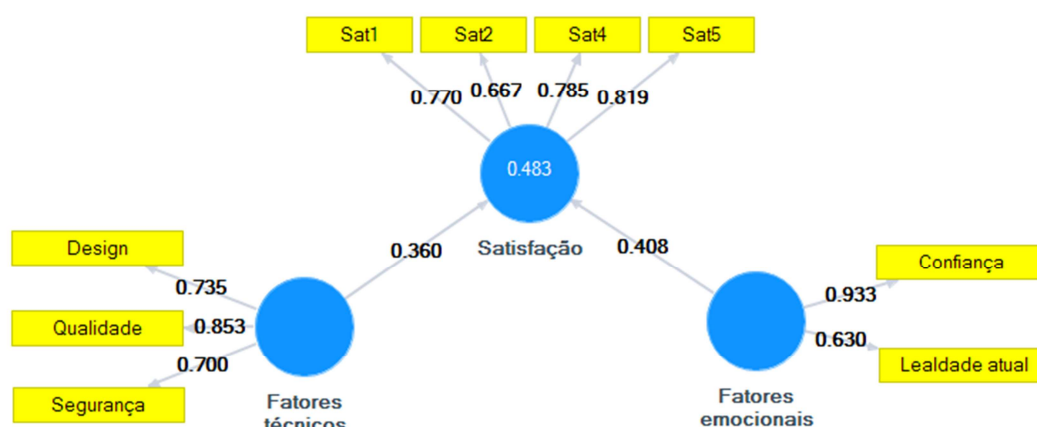 Sat1
Sat2
Sat4
Sat5
0.770
0.667
0.785
0.819
0.483
Satisfação
0.360
0.408
Design
Qualidade
Segurança
0.735
0.853
0.700
Fatores
técnicos
Confiança
Lealdade atual
0.933
0.630
Fatores
emocionais